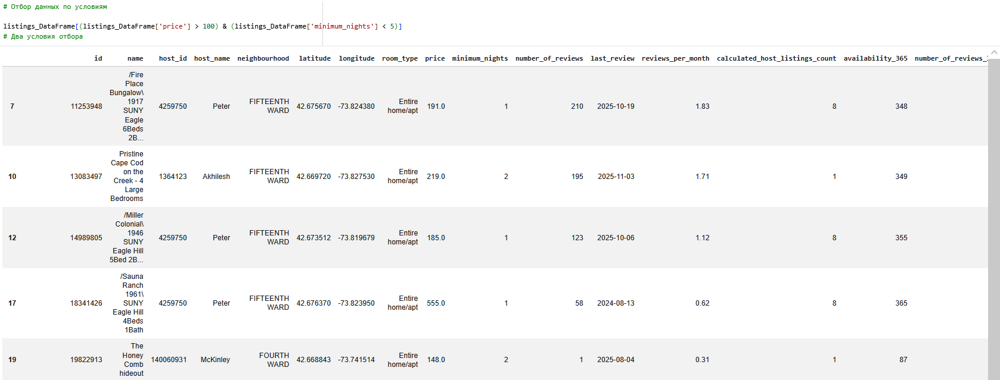 # Отбор данных по условиям
listings_DataFrame[(listings_DataFrame['price'] > 100) & (listings_DataFrame['minimum_nights'] < 5)]
# Два условия отбора
id name host_id host_name neighbourhood latitude longitude room_type price minimum_nights number_of_reviews last_review reviews_per_month calculated_host_listings_count availability_365 number_of_reviews_
/Fire
Place
Bungalow\
1917
SUNY
Eagle
6Beds
2B...
7 11253948 4259750 Peter FIFTEENTH WARD 42.675670 -73.824380 Entire home/apt 191.0 1 210 2025-10-19 1.83 8 348
Pristine
Cape Cod
on the
Creek - 4
Large
Bedrooms
10 13083497 1364123 Akhilesh FIFTEENTH WARD 42.669720 -73.827530 Entire home/apt 219.0 2 195 2025-11-03 1.71 1 349
/Miller
Colonial\
1946
SUNY
Eagle Hill
5Bed 2B...
12 14989805 4259750 Peter FIFTEENTH WARD 42.673512 -73.819679 Entire home/apt 185.0 1 123 2025-10-06 1.12 8 355
/Sauna
Ranch
1961\
SUNY
Eagle Hill
4Beds
1Bath
17 18341426 4259750 Peter FIFTEENTH WARD 42.676370 -73.823950 Entire home/apt 555.0 1 58 2024-08-13 0.62 8 365
The
Honey
Comb
hideout
19 19822913 140060931 McKinley FOURTH WARD 42.668843 -73.741514 Entire home/apt 148.0 2 1 2025-08-04 0.31 1 87